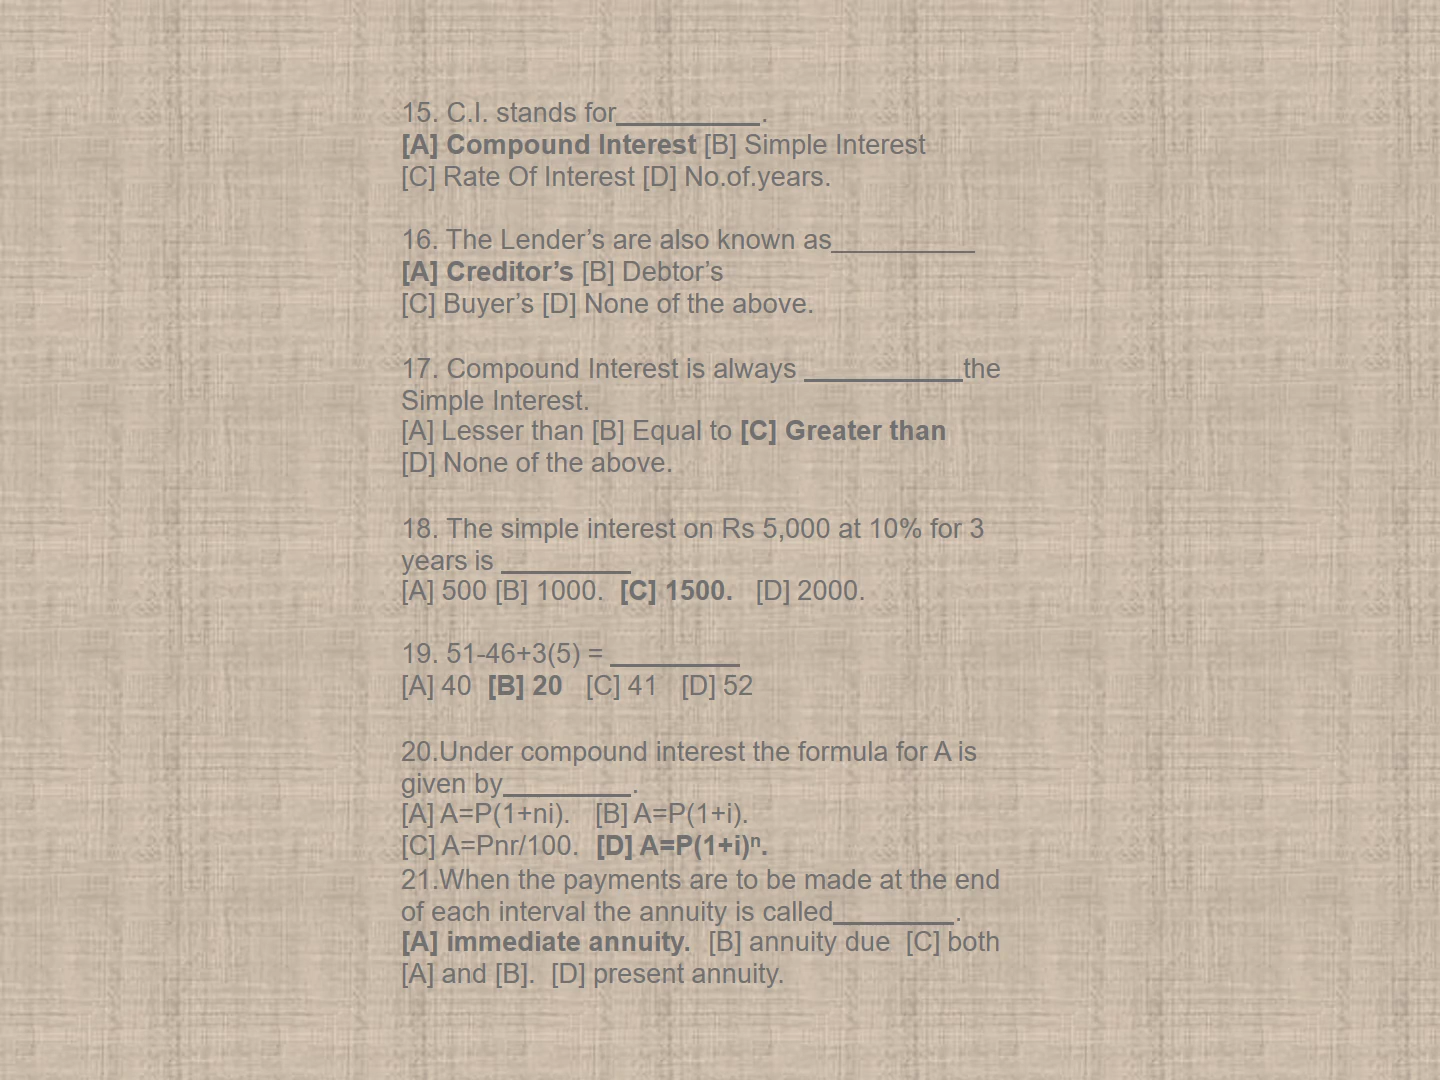 15. C.I. stands for__________.
[A] Compound Interest [B] Simple Interest
[C] Rate Of Interest [D] No.of.years.
16. The Lender’s are also known as__________
[A] Creditor’s [B] Debtor’s
[C] Buyer’s [D] None of the above.
17. Compound Interest is always ___________the
Simple Interest.
[A] Lesser than [B] Equal to [C] Greater than
[D] None of the above.
18. The simple interest on Rs 5,000 at 10% for 3
years is _________
[A] 500 [B] 1000. [C] 1500. [D] 2000.
19. 51-46+3(5) = _________
[A] 40 [B] 20 [C] 41 [D] 52
20.Under compound interest the formula for A is
given by_________.
[A] A=P(1+ni). [B] A=P(1+i).
[C] A=Pnr/100. [D] A=P(1+i)ⁿ.
21.When the payments are to be made at the end
of each interval the annuity is called________.
[A] immediate annuity. [B] annuity due [C] both
[A] and [B]. [D] present annuity.